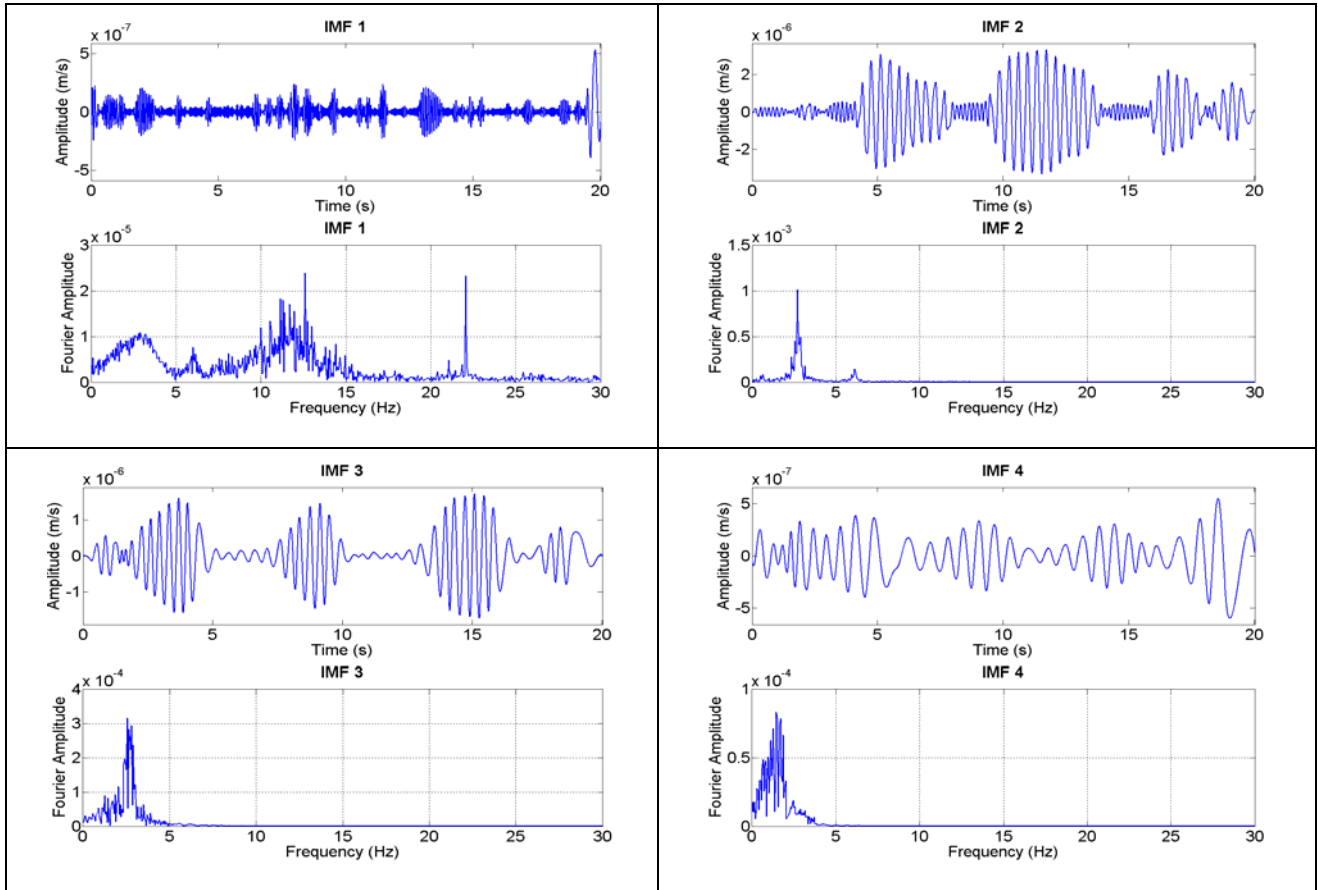 IMF 1
x 10^-7
5
0
-5
Amplitude (m/s)
0 5 10 15 20
Time (s)
IMF 1
x 10^-5
3
2
1
0
Fourier Amplitude
0 5 10 15 20 25 30
Frequency (Hz)
IMF 2
x 10^-6
2
0
-2
Amplitude (m/s)
0 5 10 15 20
Time (s)
IMF 2
x 10^-3
1.5
1
0.5
0
Fourier Amplitude
0 5 10 15 20 25 30
Frequency (Hz)
IMF 3
x 10^-6
1
0
-1
Amplitude (m/s)
0 5 10 15 20
Time (s)
IMF 3
x 10^-4
4
3
2
1
0
Fourier Amplitude
0 5 10 15 20 25 30
Frequency (Hz)
IMF 4
x 10^-7
5
0
-5
Amplitude (m/s)
0 5 10 15 20
Time (s)
IMF 4
x 10^-4
1
0.5
0
Fourier Amplitude
0 5 10 15 20 25 30
Frequency (Hz)